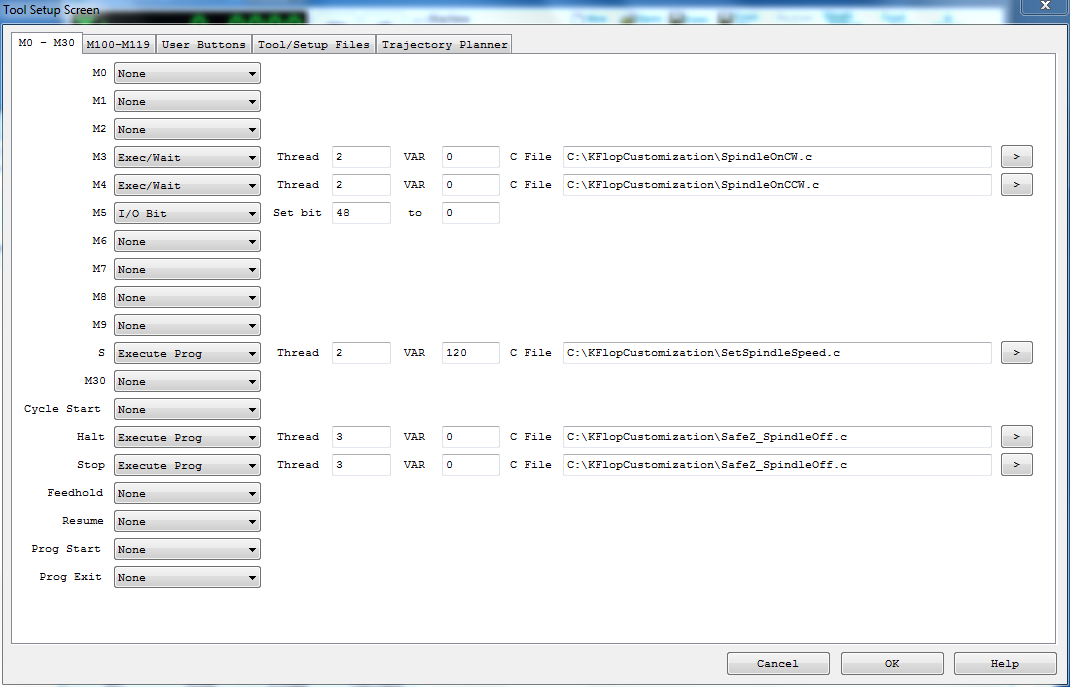 Tool Setup Screen
X
M0 - M30 M100-M119 User Buttons Tool/Setup Files Trajectory Planner
M0 None
M1 None
M2 None
M3 Exec/Wait Thread 2 VAR 0 C File C:\KFlopCustomization\SpindleOnCW.c >
M4 Exec/Wait Thread 2 VAR 0 C File C:\KFlopCustomization\SpindleOnCCW.c >
M5 I/O Bit Set bit 48 to 0
M6 None
M7 None
M8 None
M9 None
S Execute Prog Thread 2 VAR 120 C File C:\KFlopCustomization\SetSpindleSpeed.c >
M30 None
Cycle Start None
Halt Execute Prog Thread 3 VAR 0 C File C:\KFlopCustomization\SafeZ_SpindleOff.c >
Stop Execute Prog Thread 3 VAR 0 C File C:\KFlopCustomization\SafeZ_SpindleOff.c >
Feedhold None
Resume None
Prog Start None
Prog Exit None
Cancel OK Help